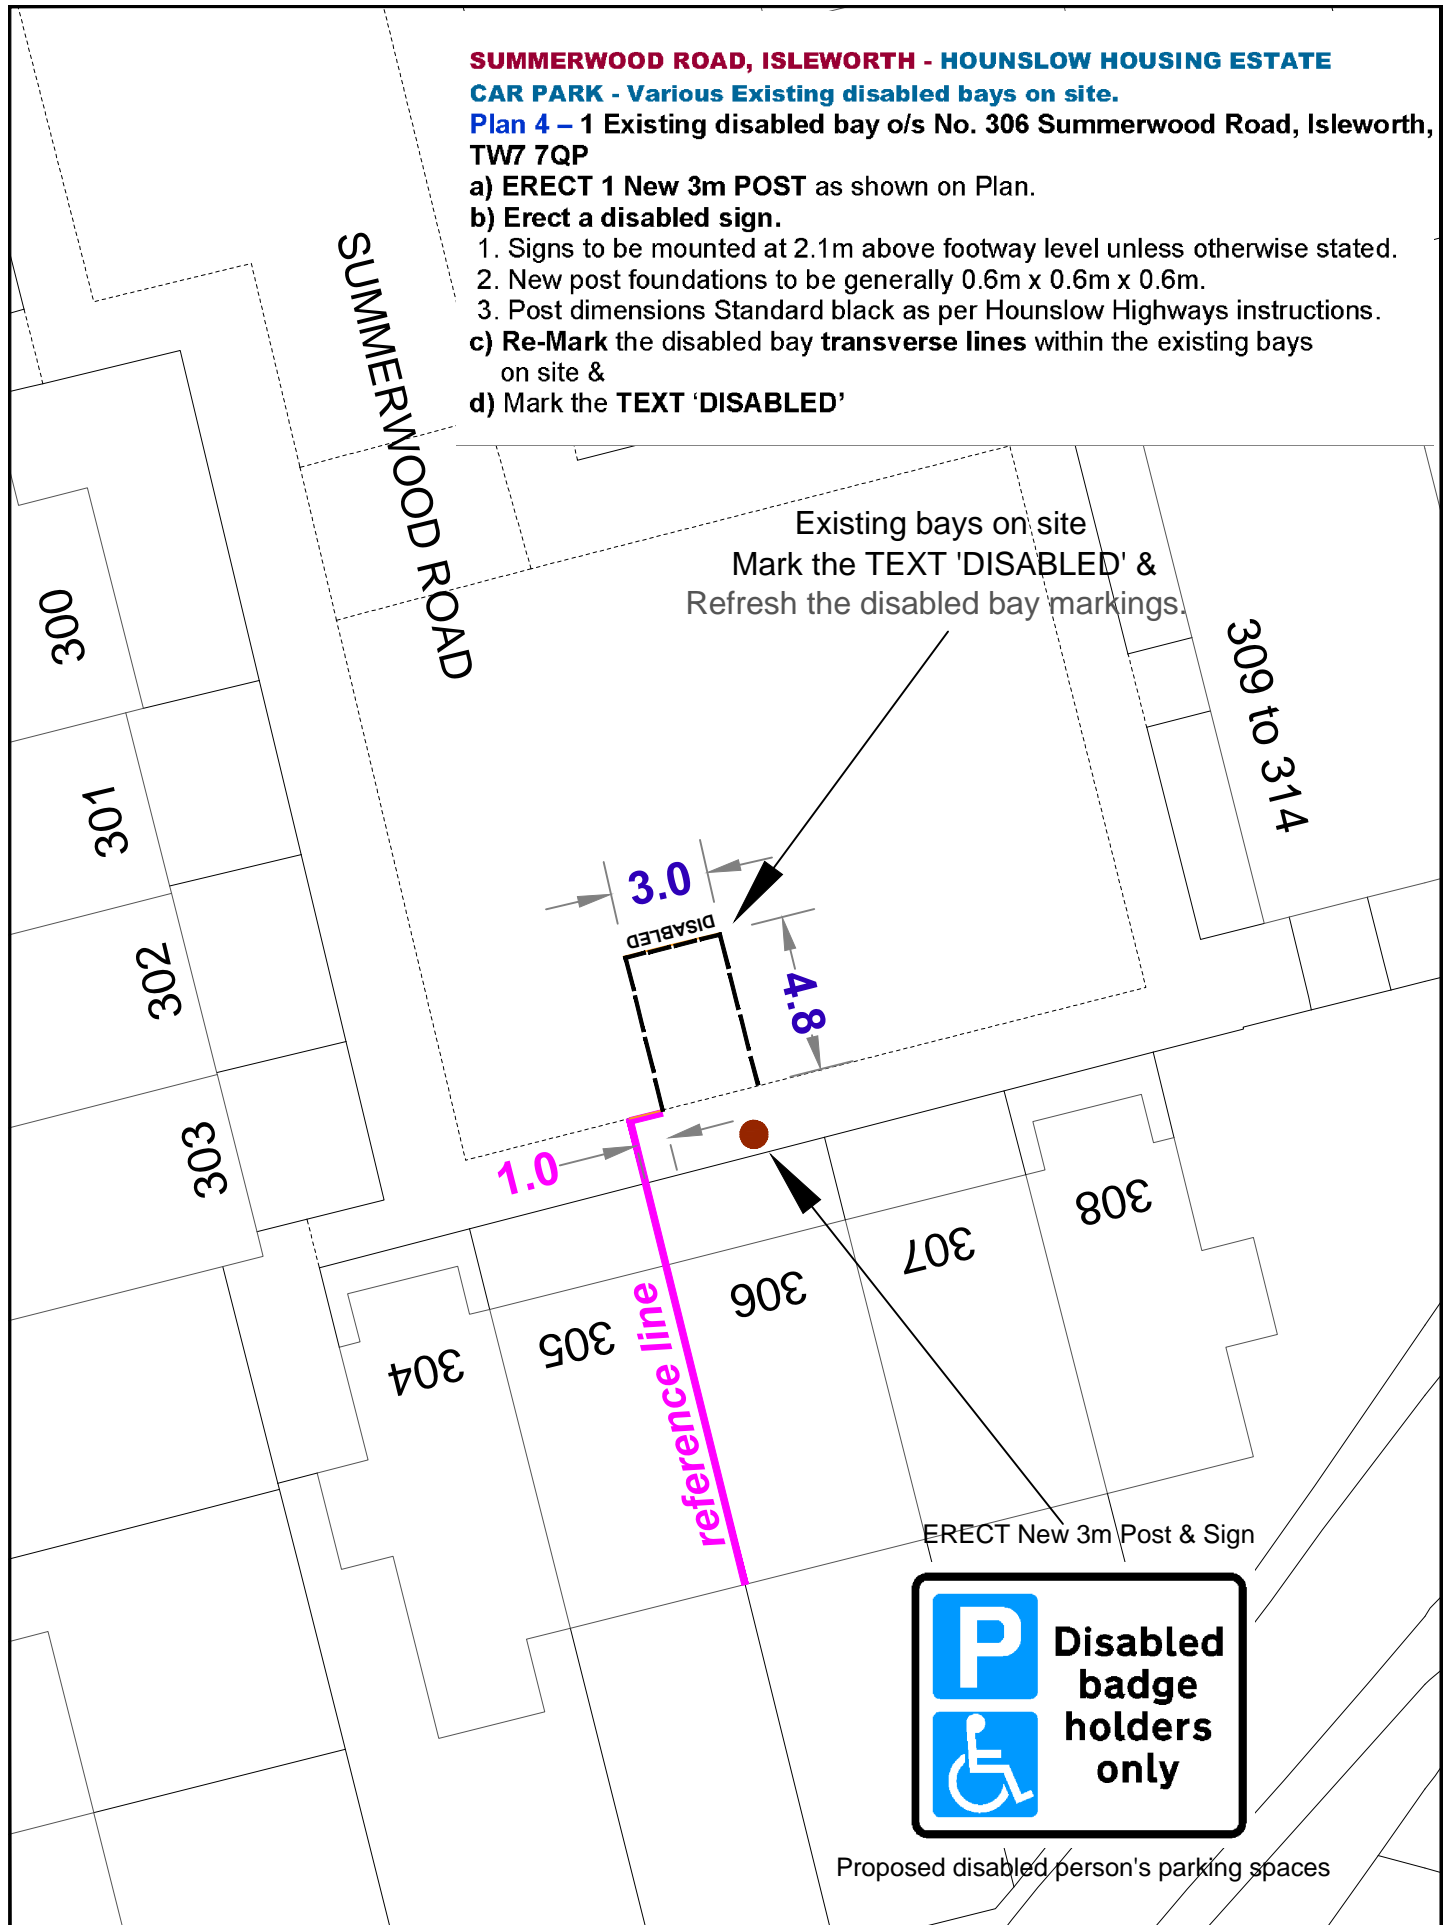 SUMMERWOOD ROAD, ISLEWORTH - HOUNSLOW HOUSING ESTATE
CAR PARK - Various Existing disabled bays on site.
Plan 4 – 1 Existing disabled bay o/s No. 306 Summerwood Road, Isleworth,
TW7 7QP
a) ERECT 1 New 3m POST as shown on Plan.
b) Erect a disabled sign.
1. Signs to be mounted at 2.1m above footway level unless otherwise stated.
2. New post foundations to be generally 0.6m x 0.6m x 0.6m.
3. Post dimensions Standard black as per Hounslow Highways instructions.
c) Re-Mark the disabled bay transverse lines within the existing bays
on site &
d) Mark the TEXT ‘DISABLED’
SUMMERWOOD ROAD
Existing bays on site
Mark the TEXT 'DISABLED' &
Refresh the disabled bay markings.
300
301
302
303
309 to 314
3.0
DISABLED
4.8
1.0
reference line
304
305
306
307
308
ERECT New 3m Post & Sign
P
Disabled
badge
holders
only
Proposed disabled person's parking spaces